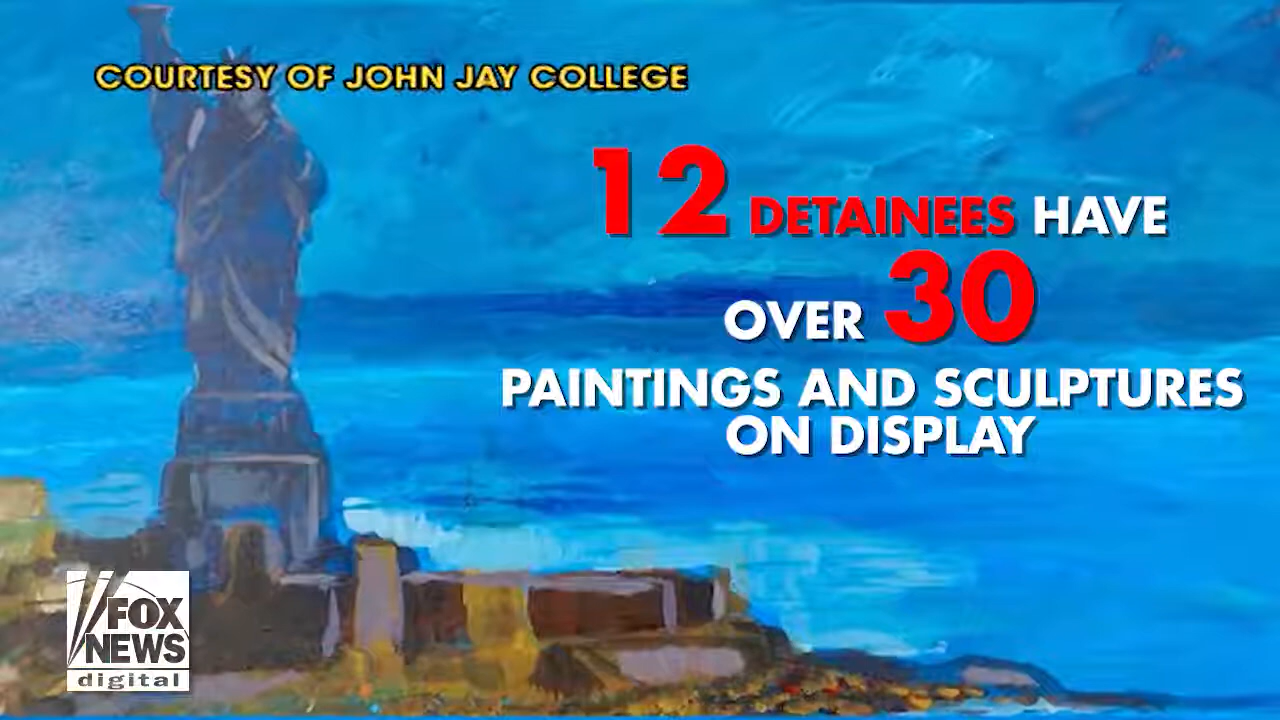 COURTESY OF JOHN JAY COLLEGE
12 DETAINEES HAVE
OVER 30
PAINTINGS AND SCULPTURES
ON DISPLAY
FOX
NEWS
digital